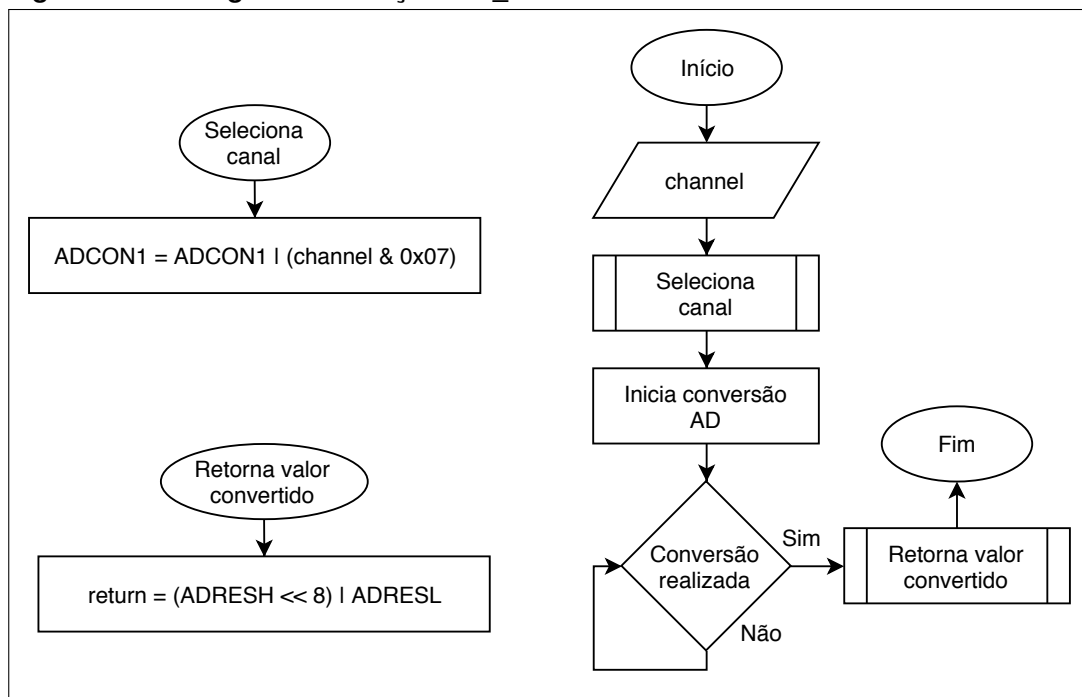 Seleciona
canal
ADCON1 = ADCON1 | (channel & 0x07)
Retorna valor
convertido
return = (ADRESH << 8) | ADRESL
Início
channel
Seleciona
canal
Inicia conversão
AD
Conversão
realizada
Sim
Não
Retorna valor
convertido
Fim